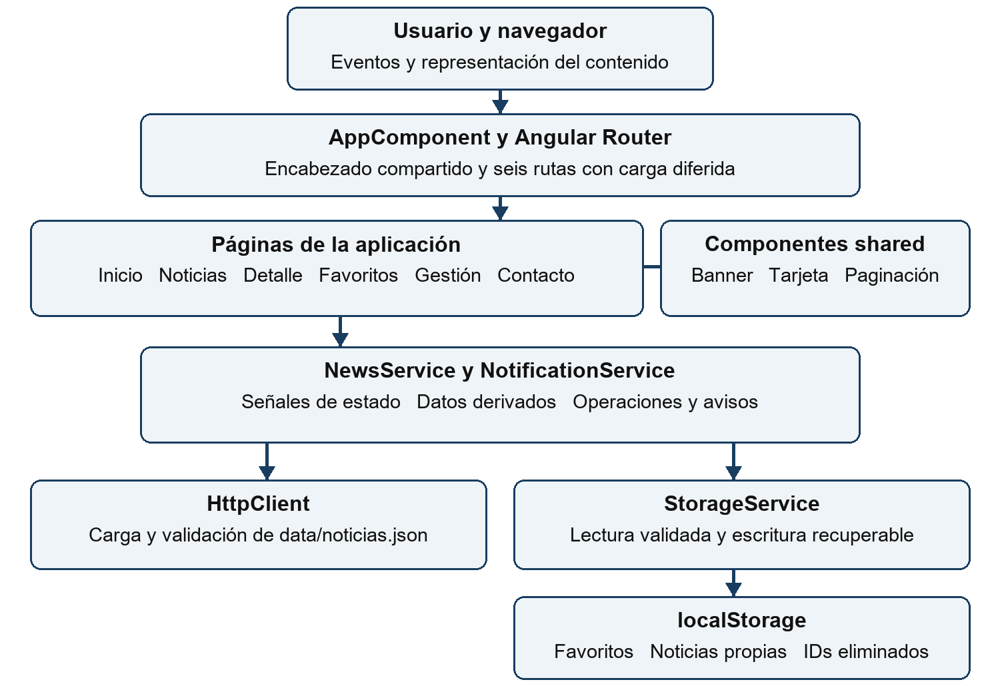 Usuario y navegador
Eventos y representación del contenido
AppComponent y Angular Router
Encabezado compartido y seis rutas con carga diferida
Páginas de la aplicación
Inicio Noticias Detalle Favoritos Gestión Contacto
Componentes shared
Banner Tarjeta Paginación
NewsService y NotificationService
Señales de estado Datos derivados Operaciones y avisos
HttpClient
Carga y validación de data/noticias.json
StorageService
Lectura validada y escritura recuperable
localStorage
Favoritos Noticias propias IDs eliminados